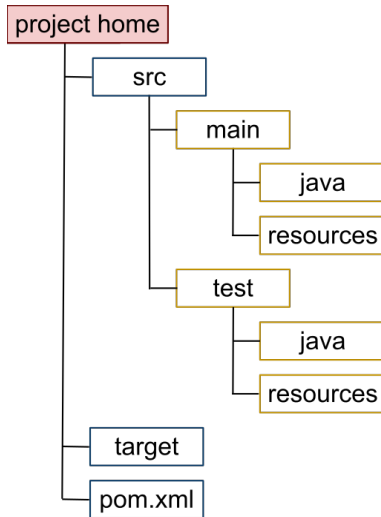 project home
src
main
java
resources
test
java
resources
target
pom.xml